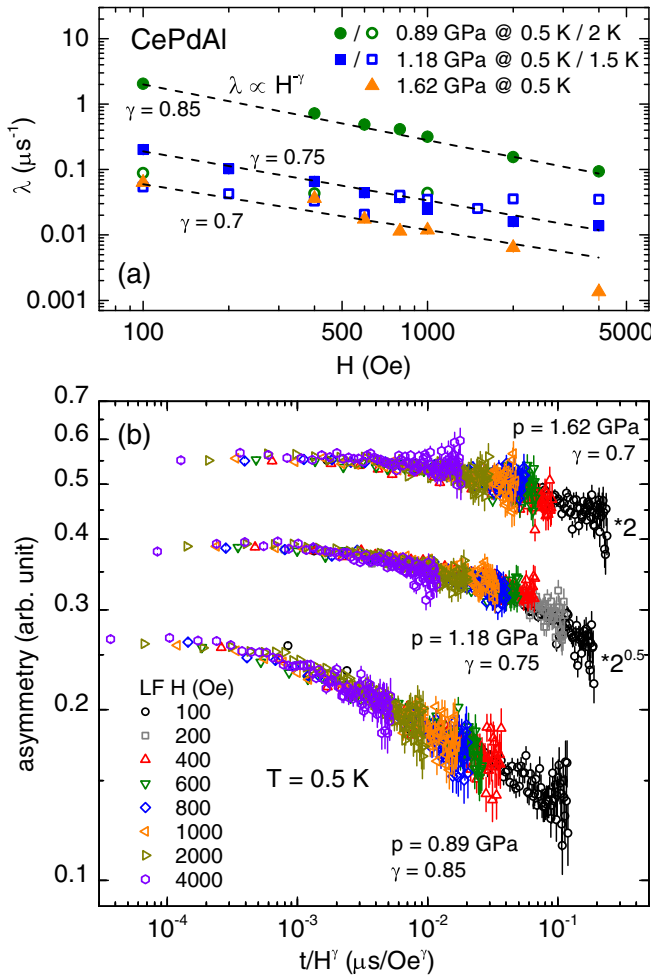 CePdAl
●/○ 0.89 GPa @ 0.5 K / 2 K
■/□ 1.18 GPa @ 0.5 K / 1.5 K
▲ 1.62 GPa @ 0.5 K
λ ∝ H^-γ
γ = 0.85
γ = 0.75
γ = 0.7
(a)
λ (μs⁻¹)
10
1
0.1
0.01
0.001
100
500
1000
5000
H (Oe)
(b)
p = 1.62 GPa
γ = 0.7
*2
p = 1.18 GPa
γ = 0.75
*2^0.5
LF H (Oe)
100
200
400
600
800
1000
2000
4000
T = 0.5 K
p = 0.89 GPa
γ = 0.85
asymmetry (arb. unit)
0.7
0.6
0.5
0.4
0.3
0.2
0.1
10⁻⁴
10⁻³
10⁻²
10⁻¹
t/H^γ (μs/Oe^γ)